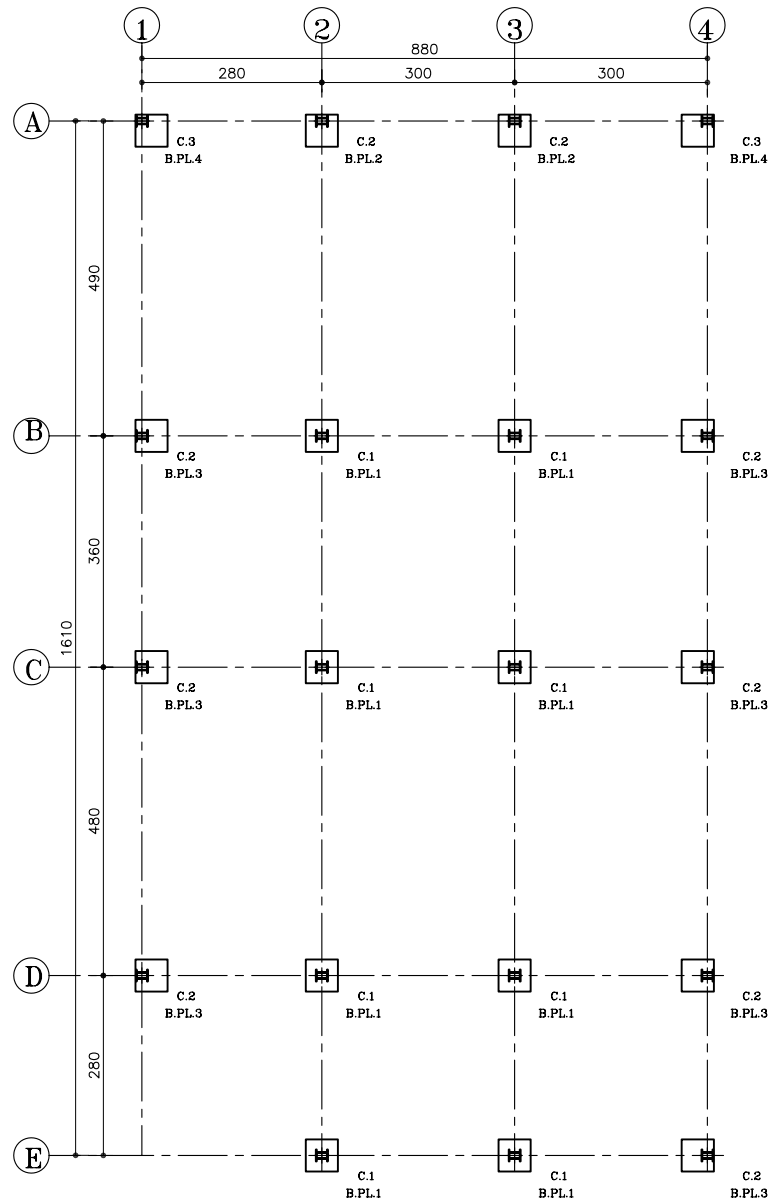 1 2 3 4
880
280 300 300
A
C.3 C.2 C.2 C.3
B.PL.4 B.PL.2 B.PL.2 B.PL.4
490
B
C.2 C.1 C.1 C.2
B.PL.3 B.PL.1 B.PL.1 B.PL.3
360
1610
C
C.2 C.1 C.1 C.2
B.PL.3 B.PL.1 B.PL.1 B.PL.3
480
D
C.2 C.1 C.1 C.2
B.PL.3 B.PL.1 B.PL.1 B.PL.3
280
E
C.1 C.1 C.2
B.PL.1 B.PL.1 B.PL.3